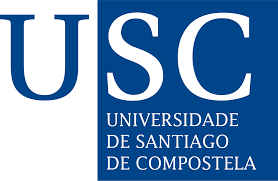 USC
UNIVERSIDADE
DE SANTIAGO
DE COMPOSTELA